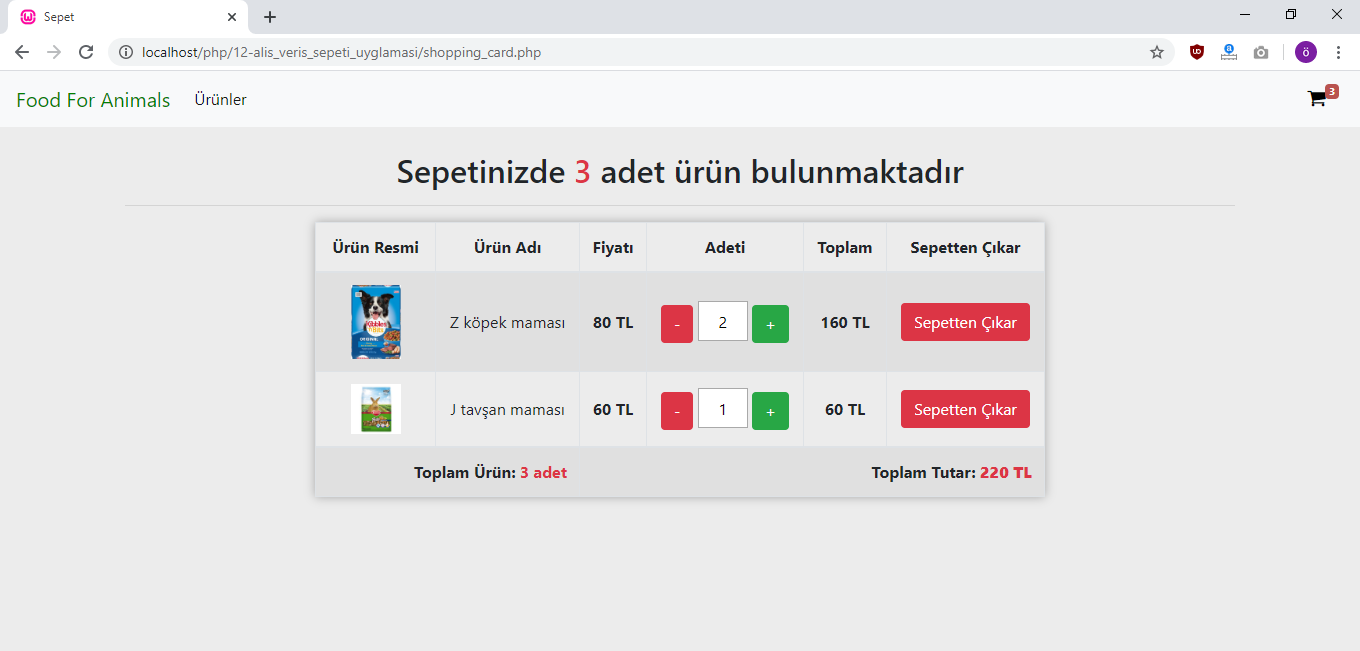 Sepet
localhost/php/12-alis_veris_sepeti_uyglamasi/shopping_card.php
ö
Food For Animals Ürünler 3
Sepetinizde 3 adet ürün bulunmaktadır
Ürün Resmi Ürün Adı Fiyatı Adeti Toplam Sepetten Çıkar
Z köpek maması 80 TL - 2 + 160 TL Sepetten Çıkar
J tavşan maması 60 TL - 1 + 60 TL Sepetten Çıkar
Toplam Ürün: 3 adet Toplam Tutar: 220 TL